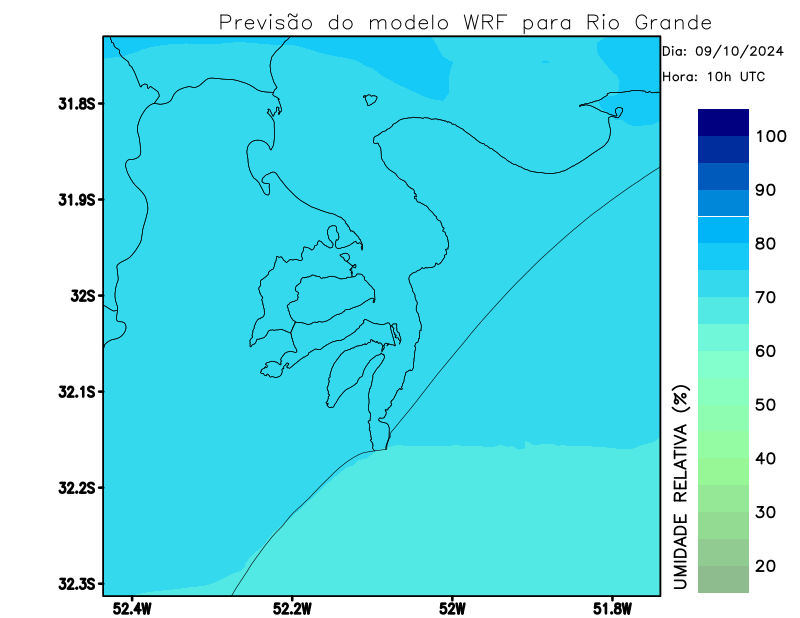 Previsão do modelo WRF para Rio Grande
Dia: 09/10/2024
Hora: 10h UTC
31.8S
31.9S
32S
32.1S
32.2S
32.3S
52.4W
52.2W
52W
51.8W
UMIDADE RELATIVA (%)
100
90
80
70
60
50
40
30
20